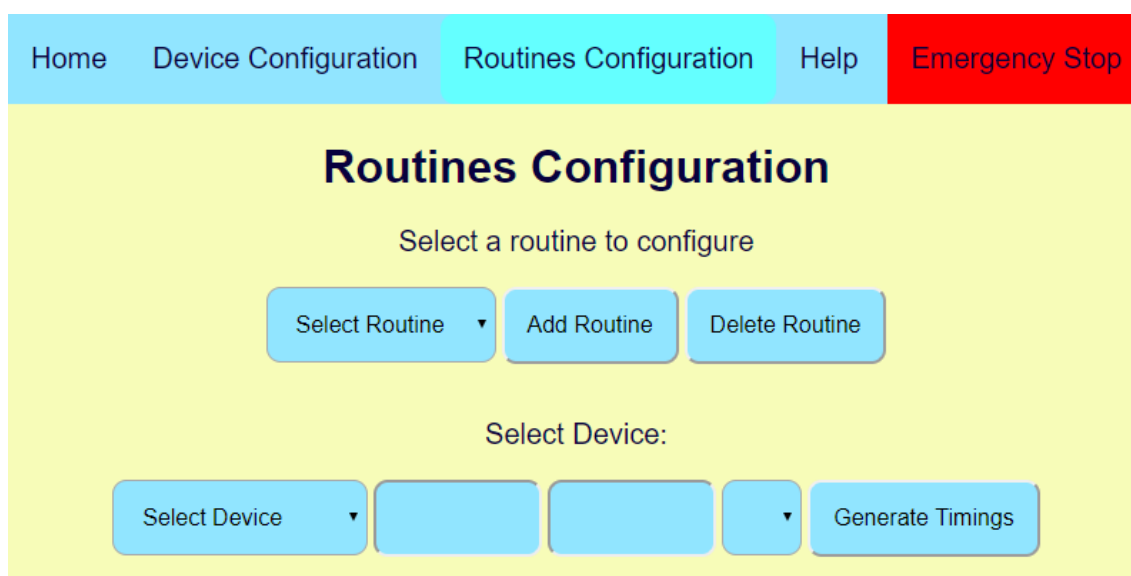 Home Device Configuration Routines Configuration Help Emergency Stop
Routines Configuration
Select a routine to configure
Select Routine Add Routine Delete Routine
Select Device:
Select Device Generate Timings